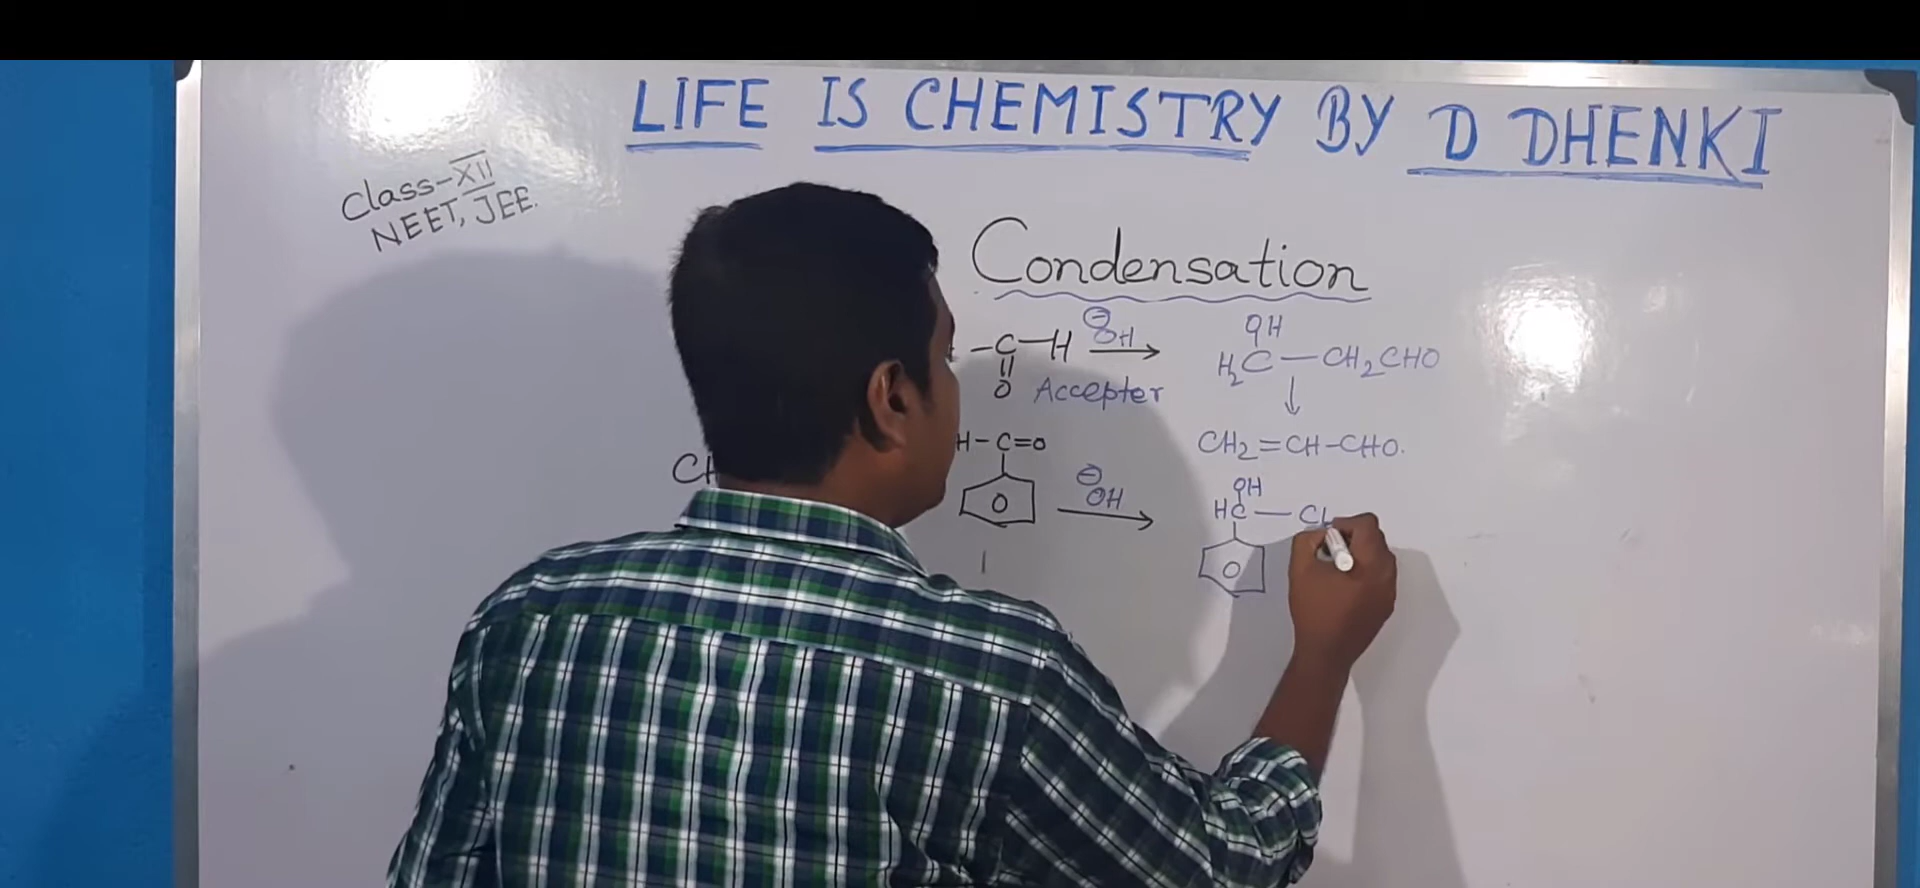 LIFE IS CHEMISTRY BY D DHENKI
Class-XII
NEET, JEE.
Condensation
OH
-C-H ⊖OH → H2C-CH2CHO
||
O Accepter ↓
H-C=O CH2=CH-CHO.
CH
⊖OH → OH
HC-